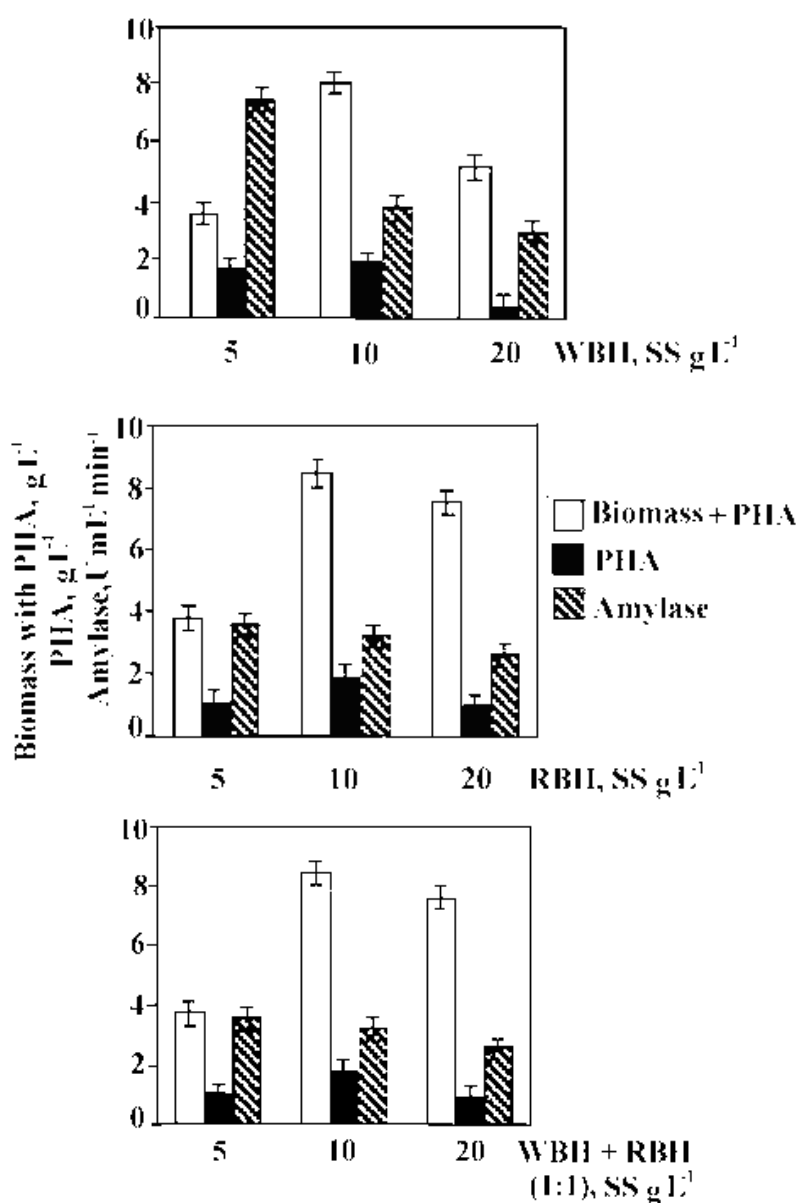 10
8
6
4
2
0
5 10 20 WBH, SS g L⁻¹
Biomass with PHA, g L⁻¹
PHA, g L⁻¹
Amylase, U mL⁻¹ min⁻¹
10
8
6
4
2
0
5 10 20 RBH, SS g L⁻¹
Biomass + PHA
PHA
Amylase
10
8
6
4
2
0
5 10 20 WBH + RBH
(1:1), SS g L⁻¹